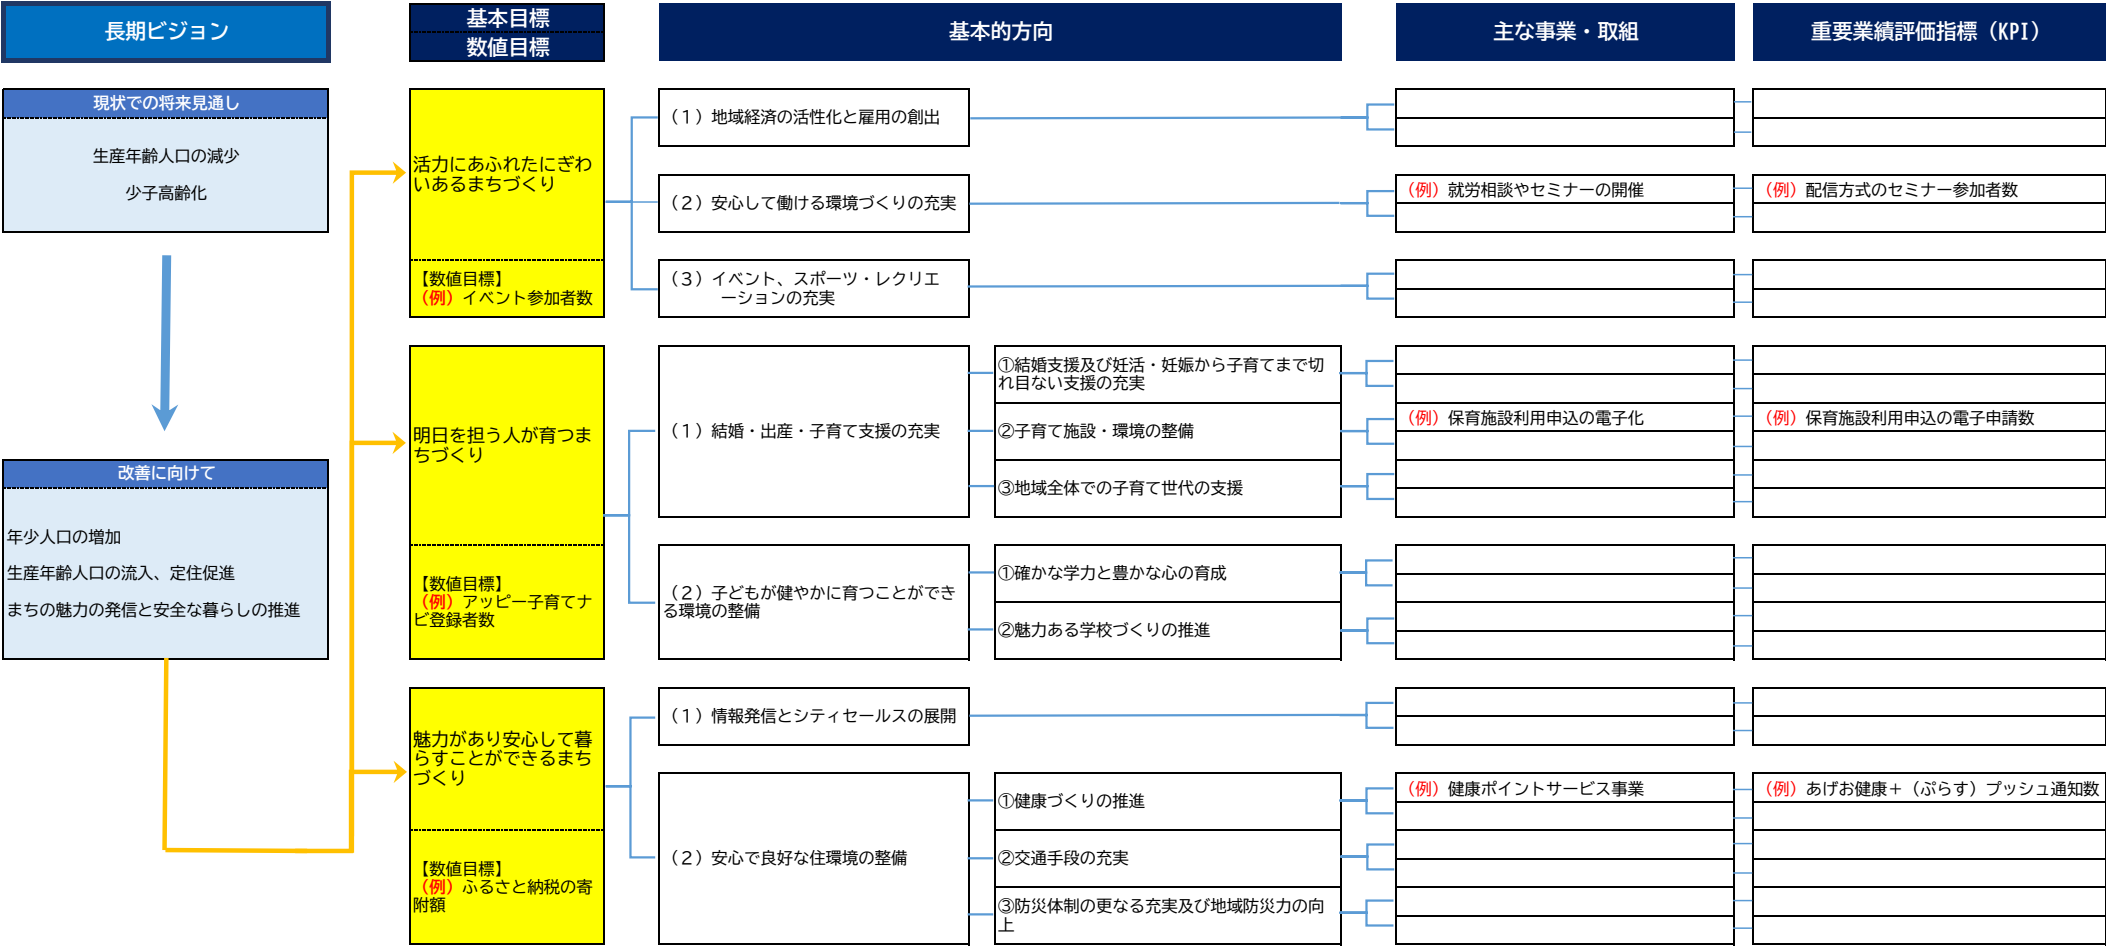 長期ビジョン
基本目標
数値目標
基本的方向
主な事業・取組
重要業績評価指標（KPI）
現状での将来見通し
生産年齢人口の減少
少子高齢化
改善に向けて
年少人口の増加
生産年齢人口の流入、定住促進
まちの魅力の発信と安全な暮らしの推進
活力にあふれたにぎわ
いあるまちづくり
【数値目標】
（例）イベント参加者数
（１）地域経済の活性化と雇用の創出
（２）安心して働ける環境づくりの充実
（例）就労相談やセミナーの開催
（例）配信方式のセミナー参加者数
（３）イベント、スポーツ・レクリエ
ーションの充実
明日を担う人が育つま
ちづくり
【数値目標】
（例）アッピー子育てナ
ビ登録者数
（１）結婚・出産・子育て支援の充実
①結婚支援及び妊活・妊娠から子育てまで切
れ目ない支援の充実
②子育て施設・環境の整備
（例）保育施設利用申込の電子化
（例）保育施設利用申込の電子申請数
③地域全体での子育て世代の支援
（２）子どもが健やかに育つことができ
る環境の整備
①確かな学力と豊かな心の育成
②魅力ある学校づくりの推進
魅力があり安心して暮
らすことができるまち
づくり
【数値目標】
（例）ふるさと納税の寄
附額
（１）情報発信とシティセールスの展開
（２）安心で良好な住環境の整備
①健康づくりの推進
（例）健康ポイントサービス事業
（例）あげお健康＋（ぷらす）プッシュ通知数
②交通手段の充実
③防災体制の更なる充実及び地域防災力の向
上